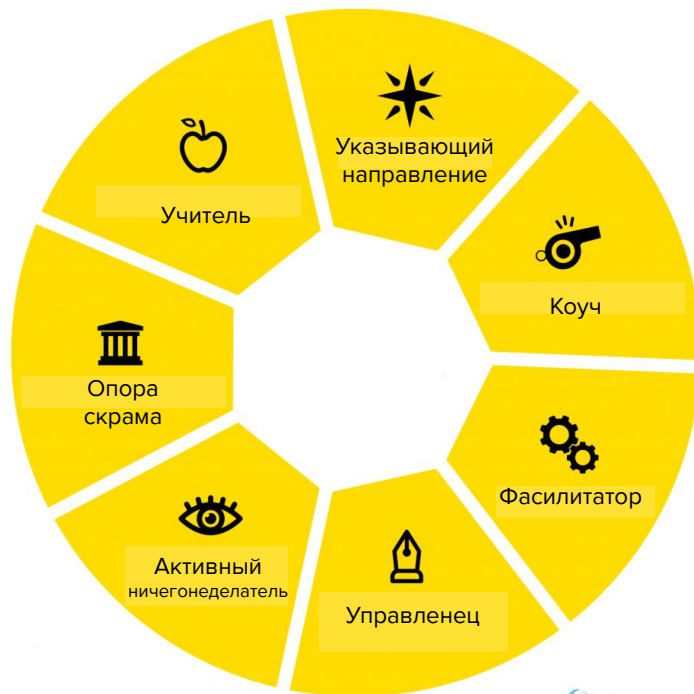 Указывающий
направление
Учитель
Коуч
Опора
скрама
Фасилитатор
Активный
ничегонеделатель
Управленец